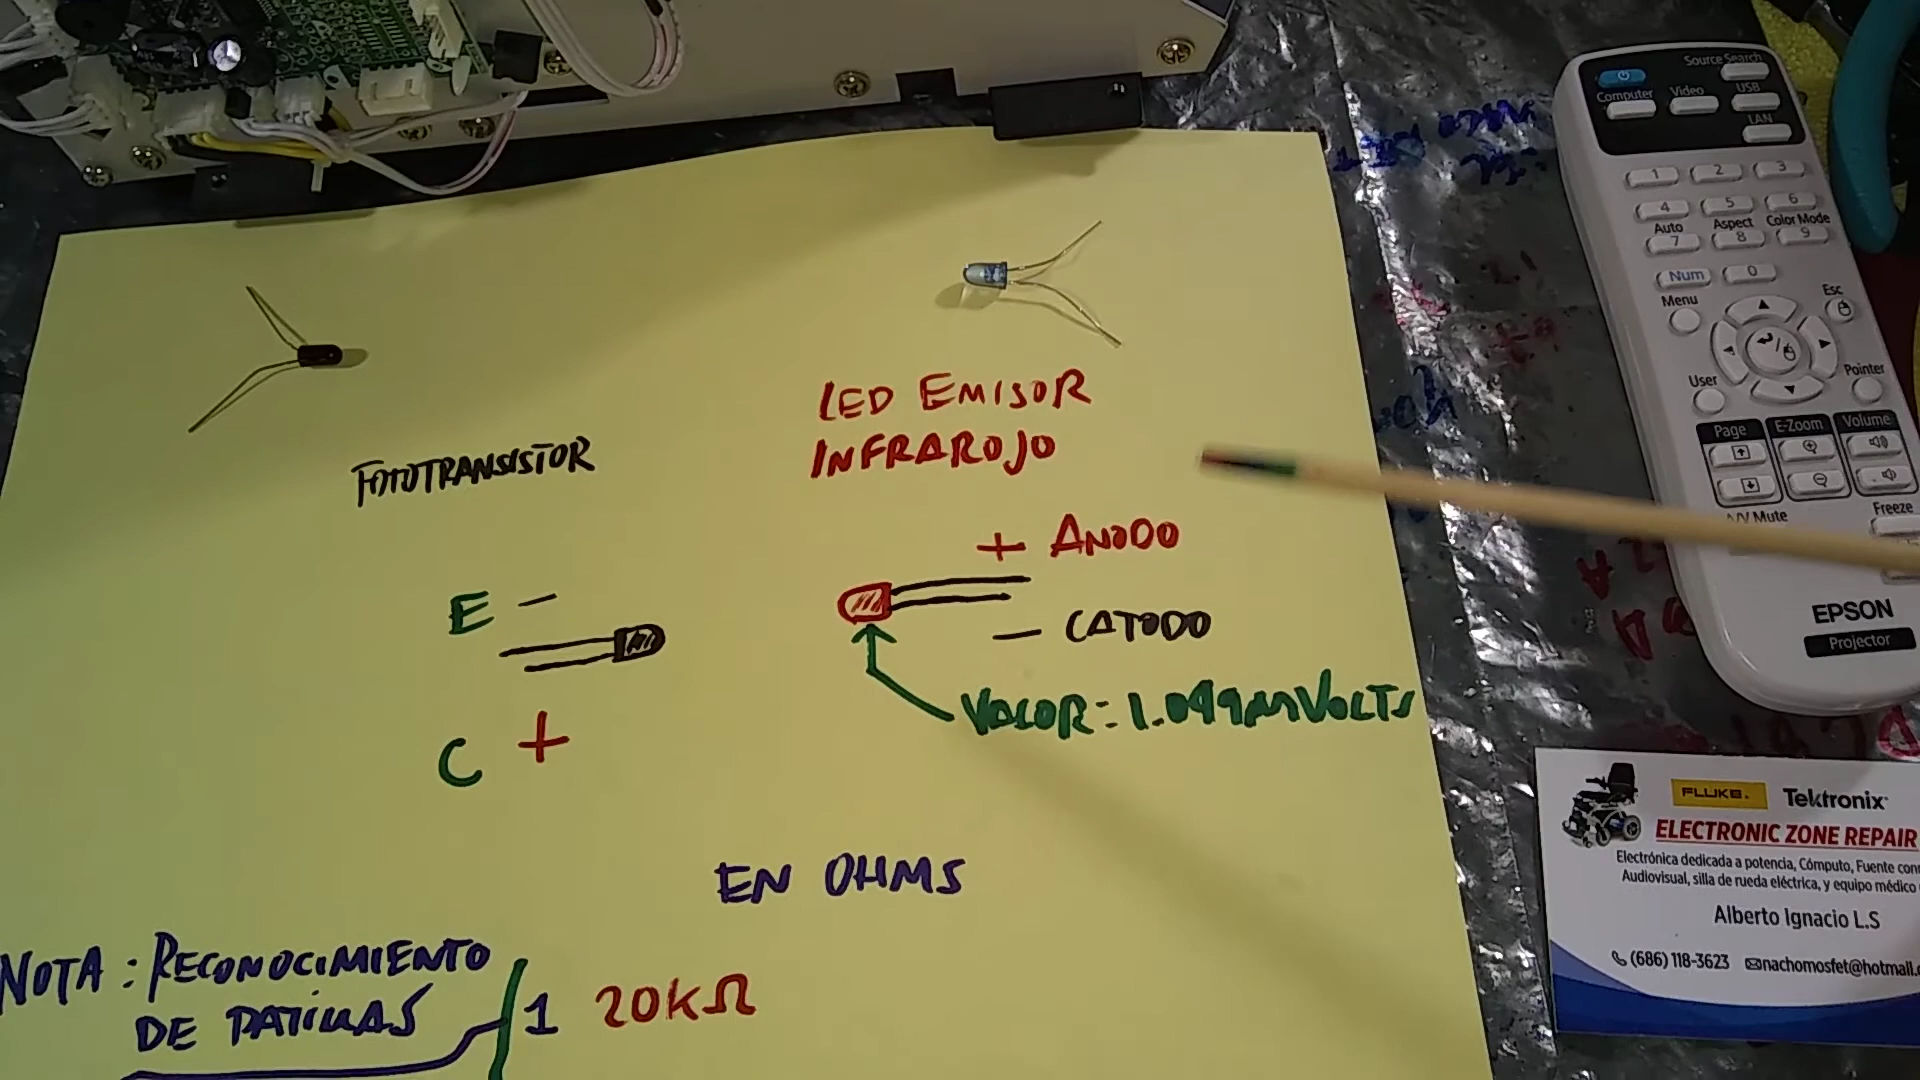 FOTOTRANSISTOR
E -
C +
LED EMISOR
INFRAROJO
+ ANODO
- CATODO
VALOR = 1.099mVOLTS
EN OHMS
NOTA : RECONOCIMIENTO
DE PATILLAS
1 20KΩ
Source Search
Computer Video USB
LAN
1 2 3
4 5 6
Auto Aspect Color Mode
7 8 9
Num 0
Menu Esc
User Pointer
Page E-Zoom Volume
A/V Mute Freeze
EPSON
Projector
FLUKE. Tektronix
ELECTRONIC ZONE REPAIR
Electrónica dedicada a potencia, Cómputo, Fuente
Audiovisual, silla de rueda eléctrica, y equipo médico
Alberto Ignacio L.S
(686) 118-3623 nachomosfet@hotmail.